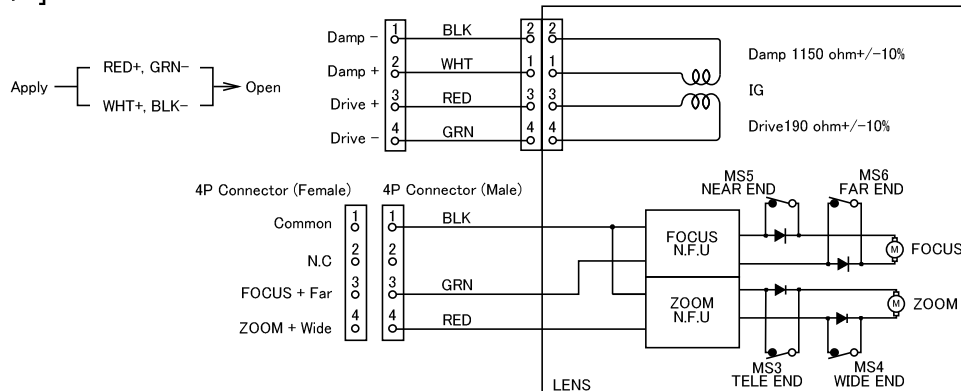 Damp - 1 BLK 2 2
Damp + 2 WHT 1 1
Drive + 3 RED 3 3
Drive - 4 GRN 4 4
Damp 1150 ohm+/-10%
IG
Drive190 ohm+/-10%
Apply
RED+, GRN-
WHT+, BLK-
Open
4P Connector (Female)
4P Connector (Male)
Common 1 1 BLK
N.C 2 2
FOCUS + Far 3 3 GRN
ZOOM + Wide 4 4 RED
FOCUS
N.F.U
ZOOM
N.F.U
MS5
NEAR END
MS6
FAR END
M FOCUS
M ZOOM
MS3
TELE END
MS4
WIDE END
LENS